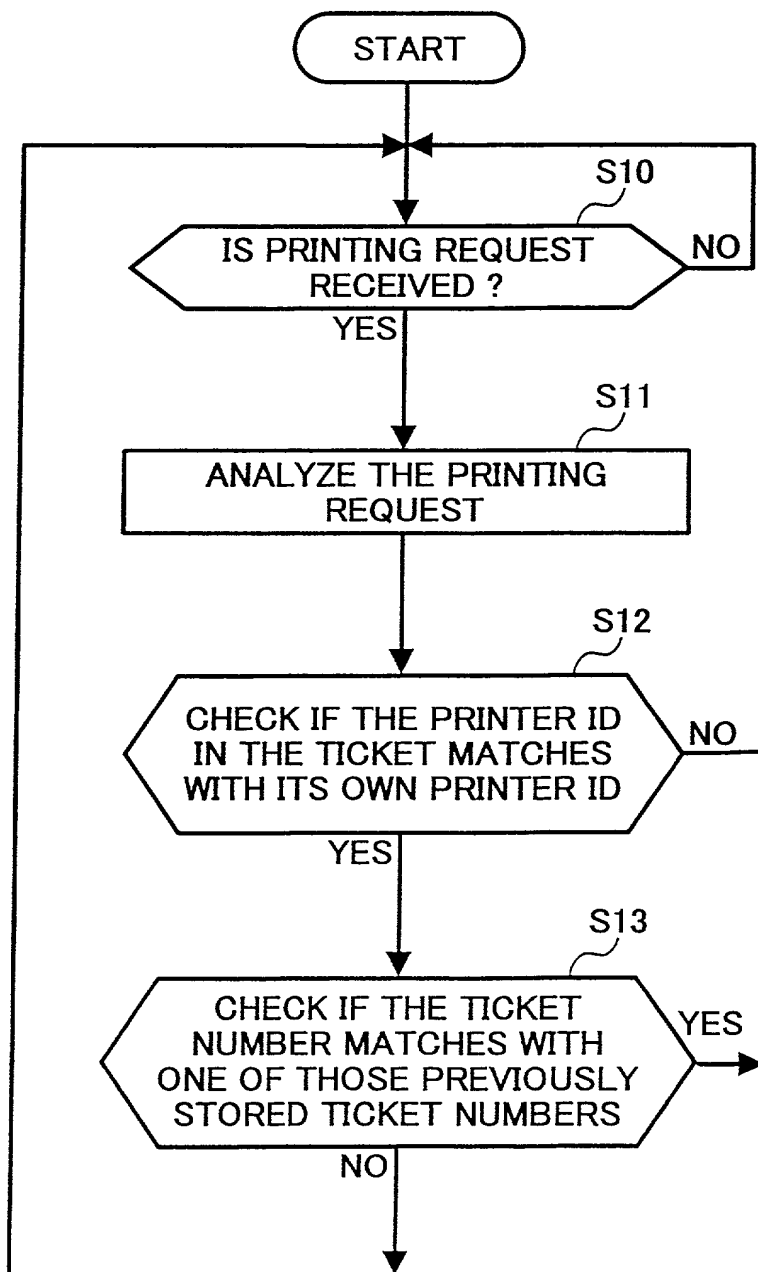 START
S10
IS PRINTING REQUEST
RECEIVED ?
NO
YES
S11
ANALYZE THE PRINTING
REQUEST
S12
CHECK IF THE PRINTER ID
IN THE TICKET MATCHES
WITH ITS OWN PRINTER ID
NO
YES
S13
CHECK IF THE TICKET
NUMBER MATCHES WITH
ONE OF THOSE PREVIOUSLY
STORED TICKET NUMBERS
YES
NO